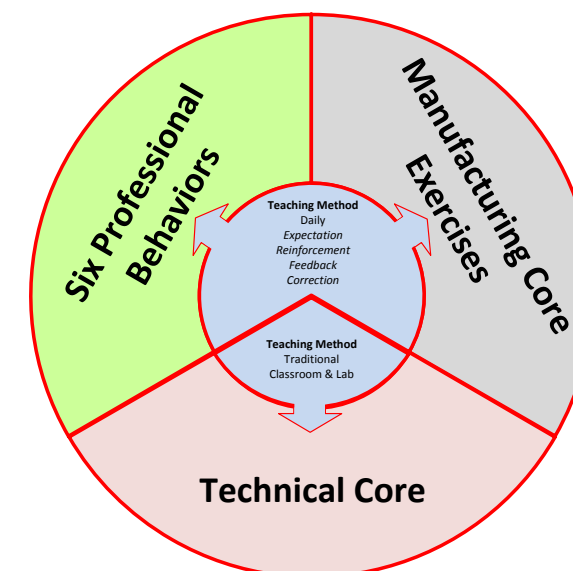 Six Professional
Behaviors
Manufacturing Core
Exercises
Teaching Method
Daily
Expectation
Reinforcement
Feedback
Correction
Teaching Method
Traditional
Classroom & Lab
Technical Core